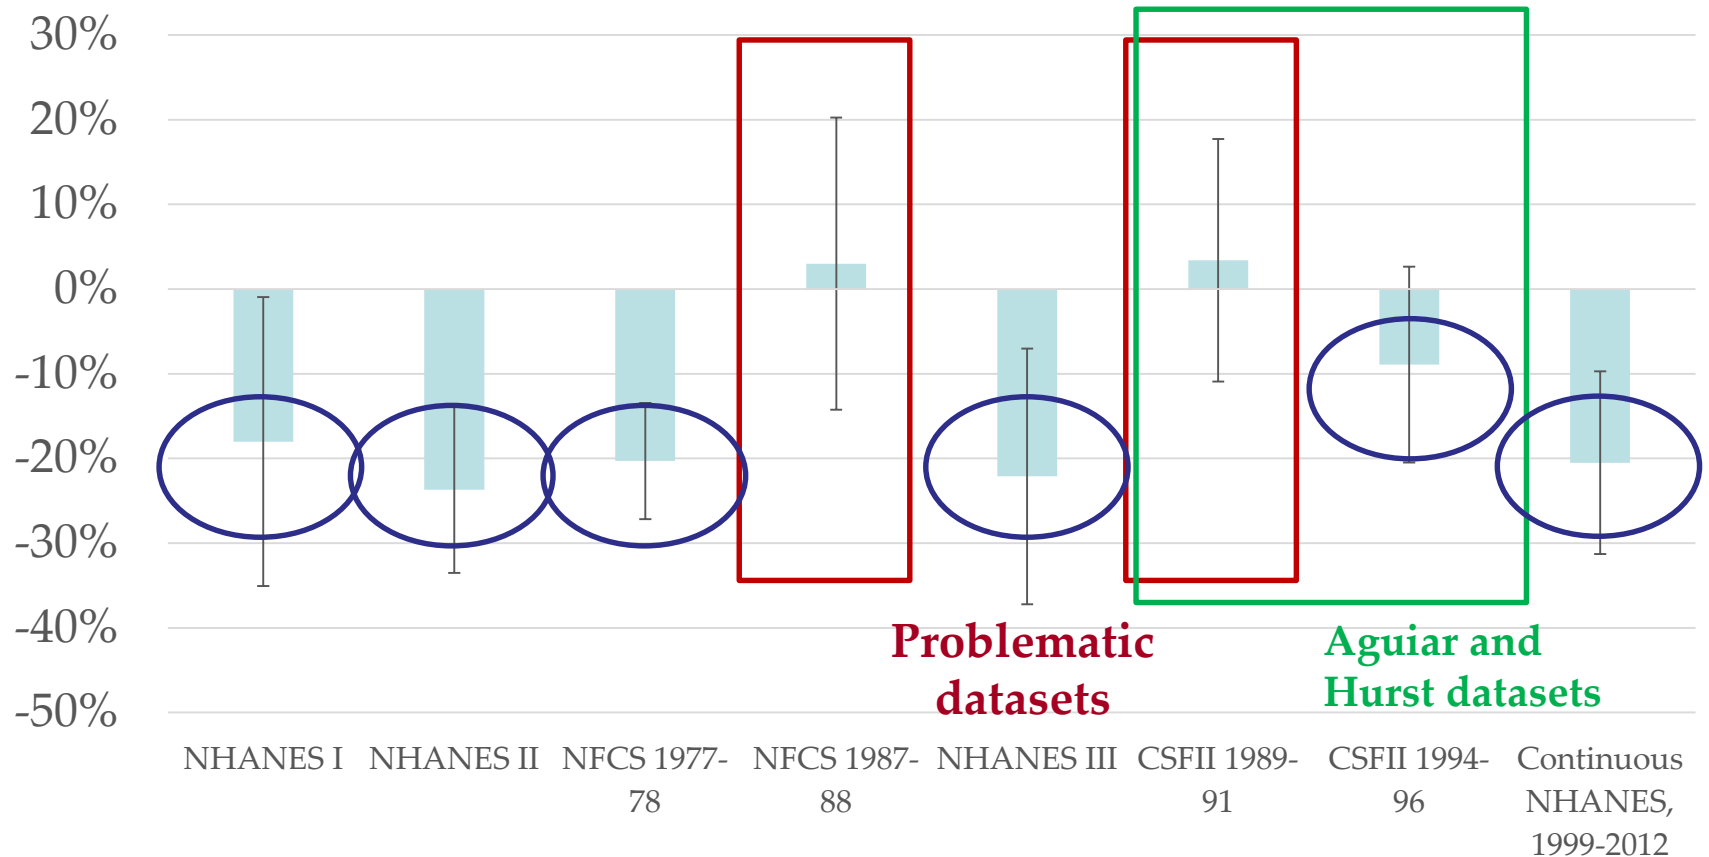 30%
20%
10%
0%
-10%
-20%
-30%
-40%
-50%
Problematic
datasets
Aguiar and
Hurst datasets
NHANES I
NHANES II
NFCS 1977-
78
NFCS 1987-
88
NHANES III
CSFII 1989-
91
CSFII 1994-
96
Continuous
NHANES,
1999-2012